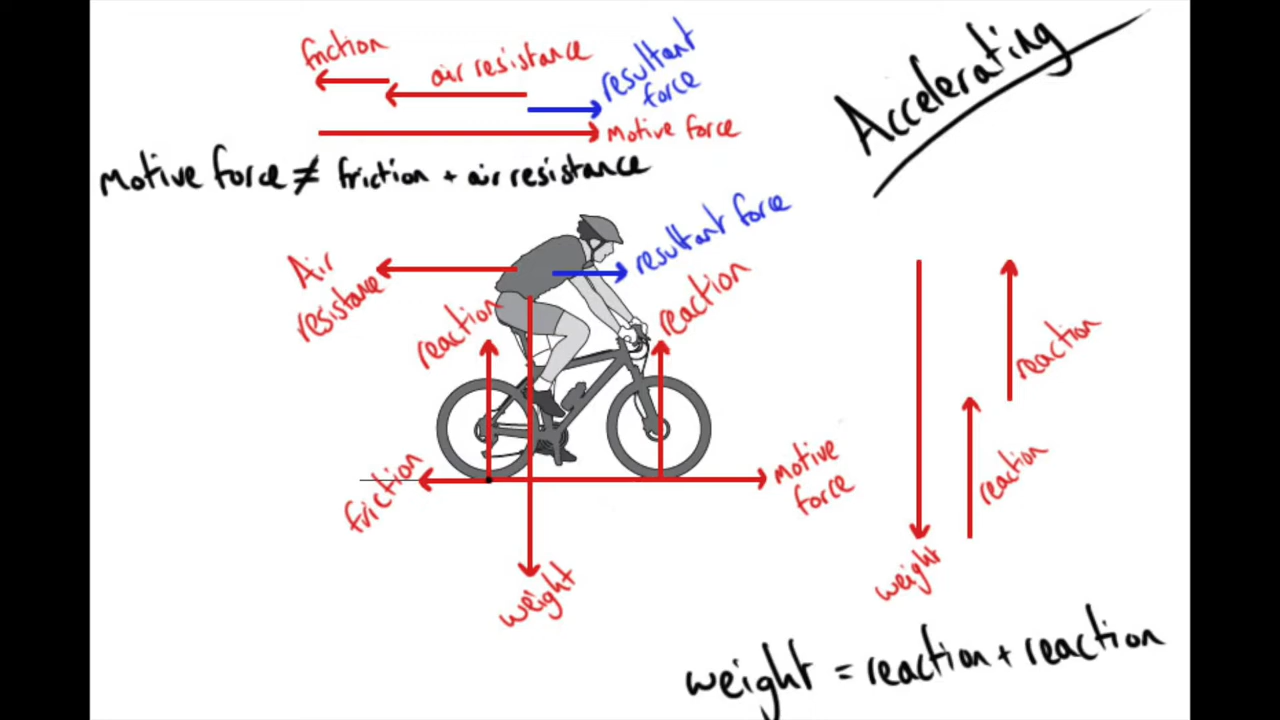 friction
air resistance
resultant
force
motive force
Accelerating
motive force ≠ friction + air resistance
resultant force
Air
resistance
reaction
reaction
reaction
reaction
friction
motive
force
weight
weight
weight = reaction + reaction